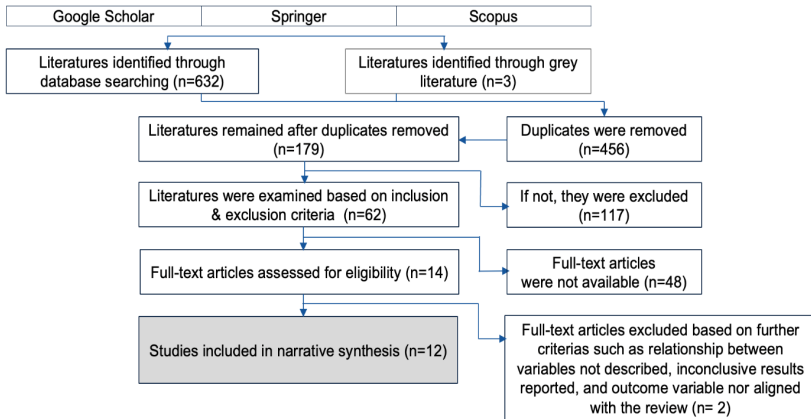 Google Scholar
Springer
Scopus
Literatures identified through
database searching (n=632)
Literatures identified through grey
literature (n=3)
Literatures remained after duplicates removed
(n=179)
Duplicates were removed
(n=456)
Literatures were examined based on inclusion
& exclusion criteria (n=62)
If not, they were excluded
(n=117)
Full-text articles assessed for eligibility (n=14)
Full-text articles
were not available (n=48)
Studies included in narrative synthesis (n=12)
Full-text articles excluded based on further
criterias such as relationship between
variables not described, inconclusive results
reported, and outcome variable nor aligned
with the review (n= 2)